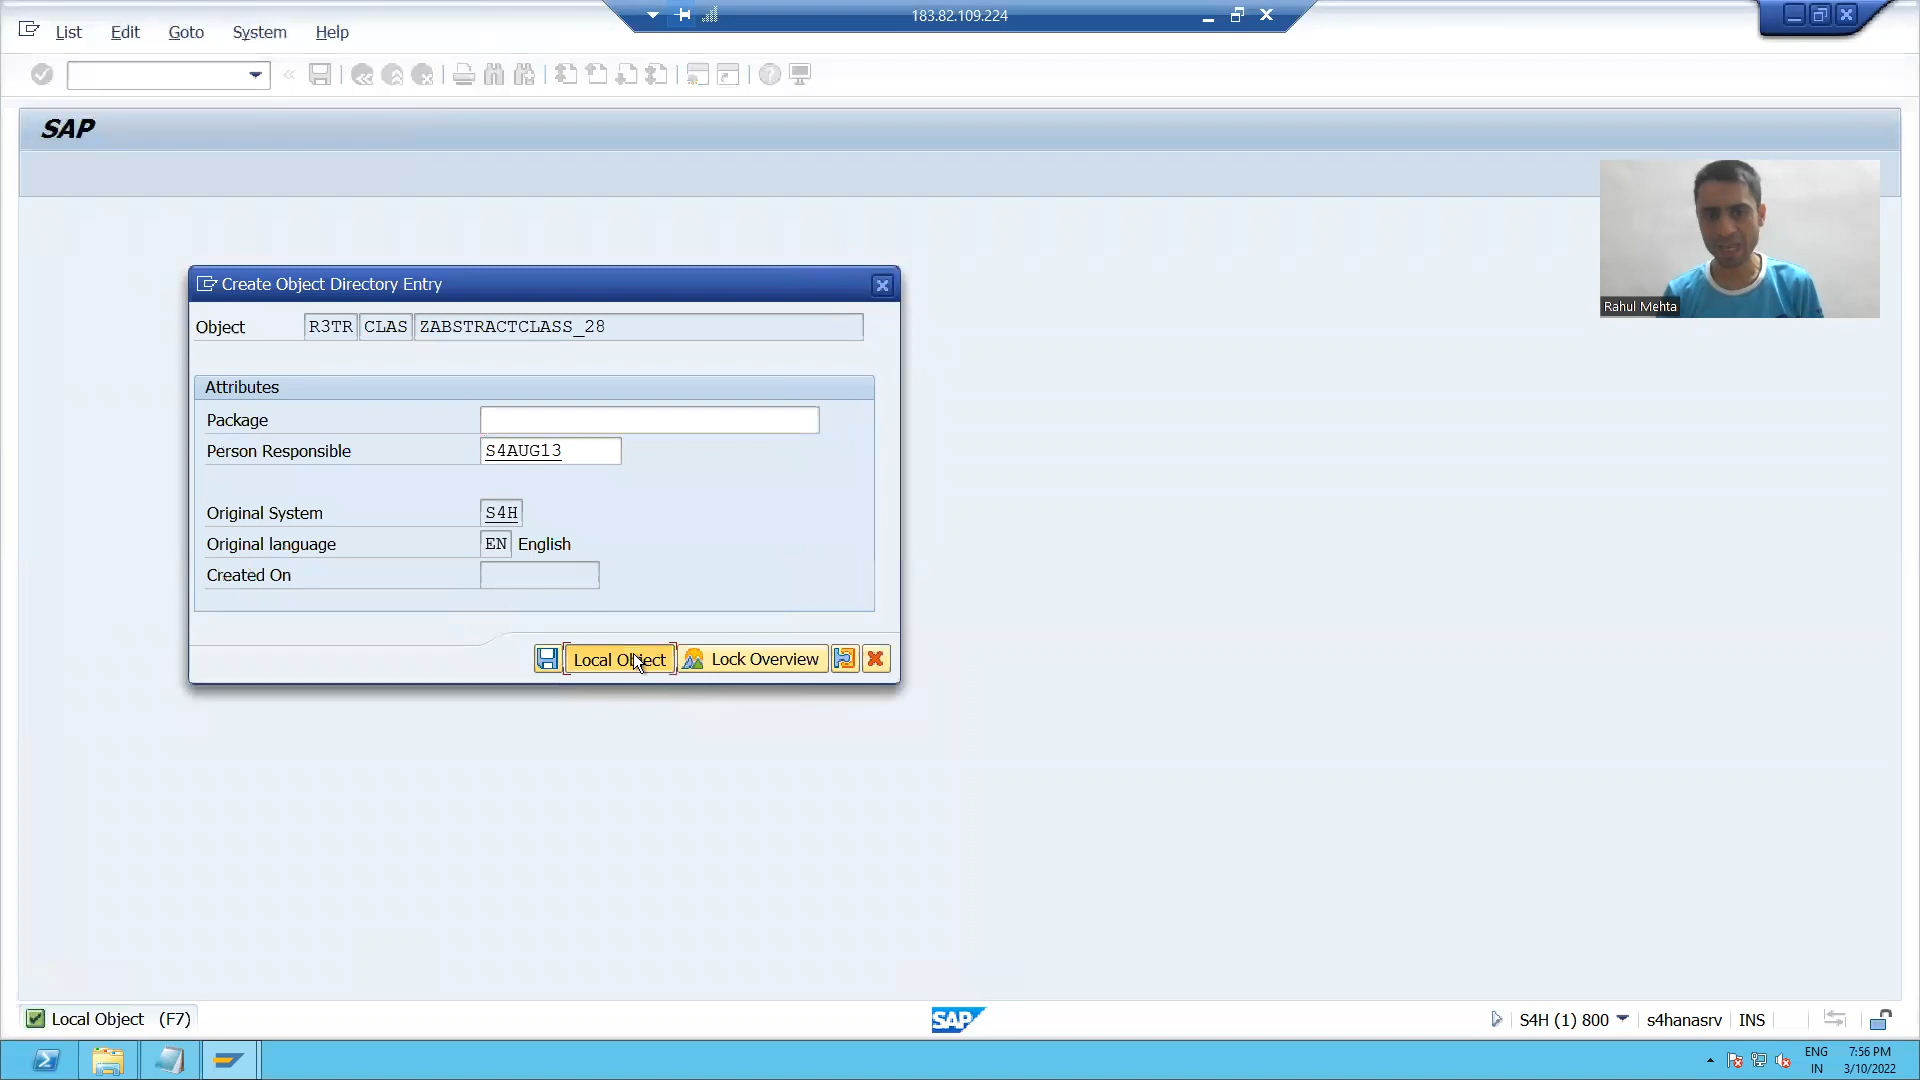 183.82.109.224
List Edit Goto System Help
SAP
Rahul Mehta
Create Object Directory Entry
Object R3TR CLAS ZABSTRACTCLASS_28
Attributes
Package
Person Responsible S4AUG13
Original System S4H
Original language EN English
Created On
Local Object Lock Overview
Local Object (F7)
SAP
S4H (1) 800 s4hanasrv INS
ENG 7:56 PM
IN 3/10/2022